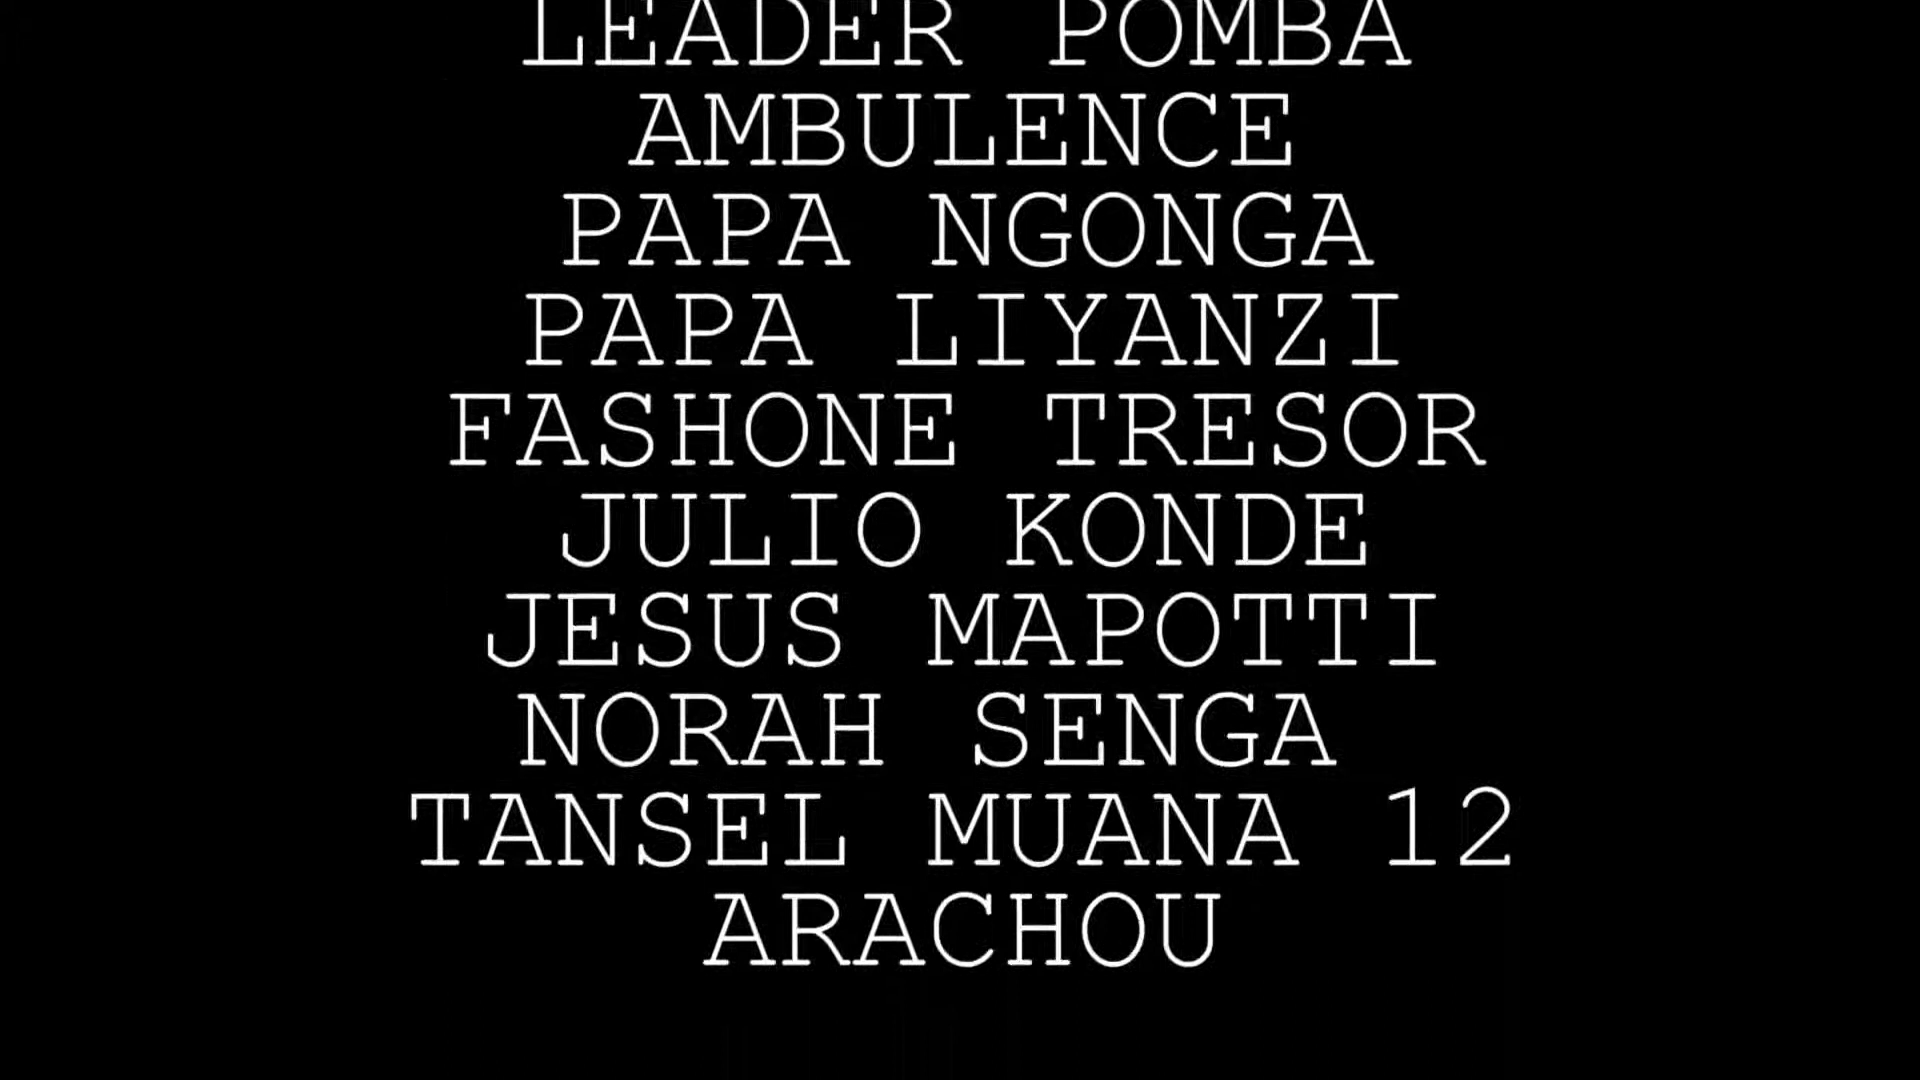 LEADER POMBA
AMBULENCE
PAPA NGONGA
PAPA LIYANZI
FASHONE TRESOR
JULIO KONDE
JESUS MAPOTTI
NORAH SENGA
TANSEL MUANA 12
ARACHOU